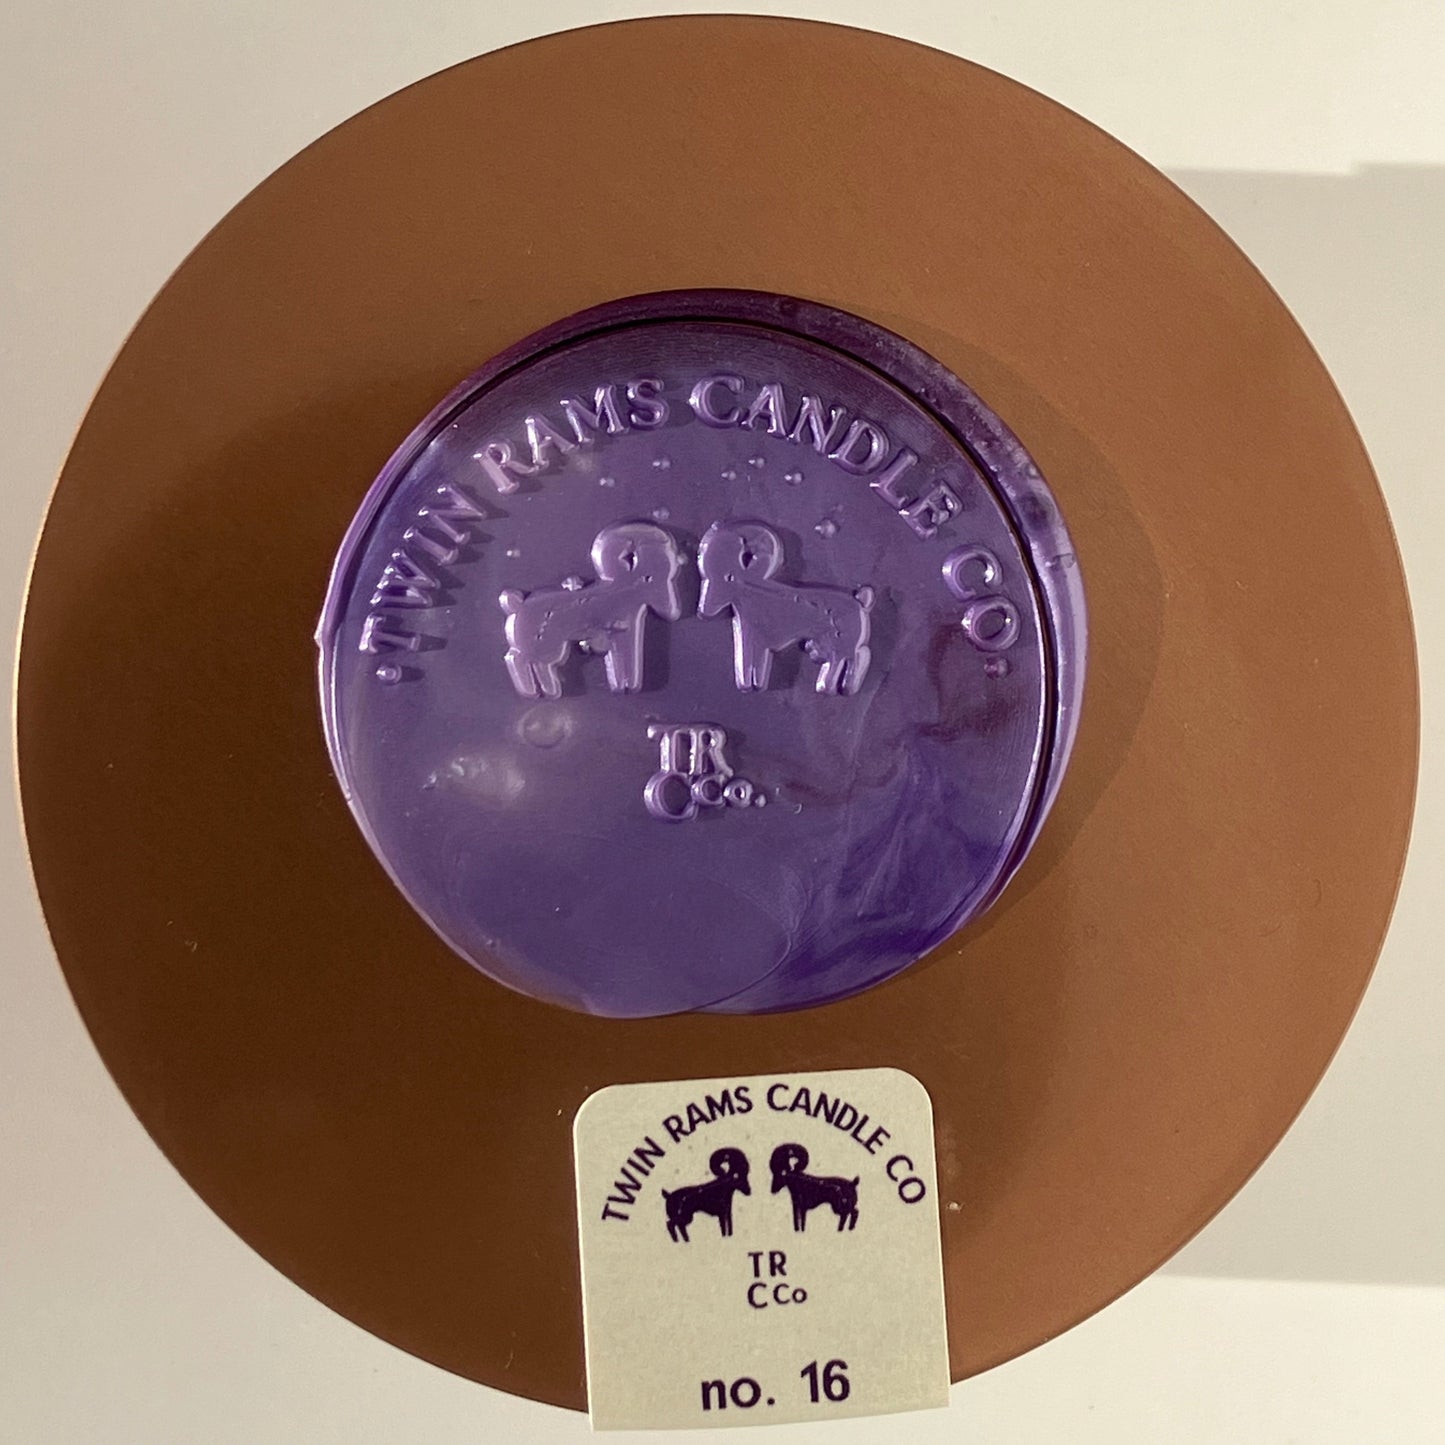 ·TWIN RAMS CANDLE CO·
TR
CCo.
TWIN RAMS CANDLE CO
TR
CCo
no. 16